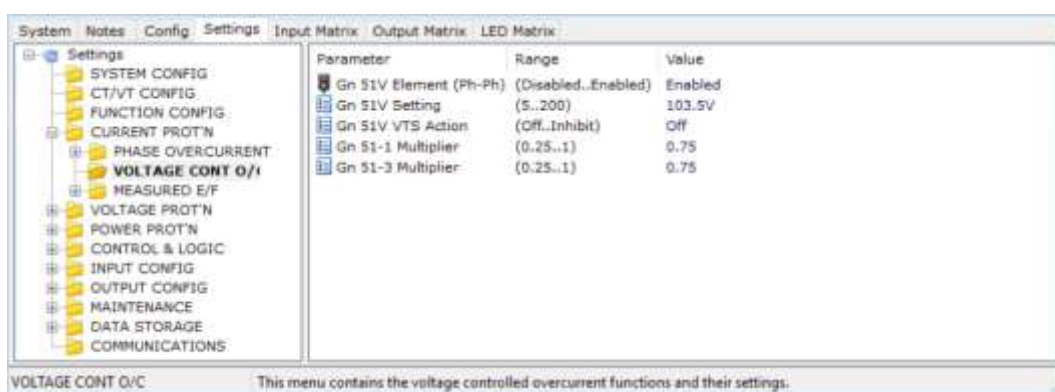 System Notes Config Settings Input Matrix Output Matrix LED Matrix
Settings
SYSTEM CONFIG
CT/VT CONFIG
FUNCTION CONFIG
CURRENT PROT'N
PHASE OVERCURRENT
VOLTAGE CONT O/(
MEASURED E/F
VOLTAGE PROT'N
POWER PROT'N
CONTROL & LOGIC
INPUT CONFIG
OUTPUT CONFIG
MAINTENANCE
DATA STORAGE
COMMUNICATIONS
Parameter Range Value
Gn 51V Element (Ph-Ph) (Disabled..Enabled) Enabled
Gn 51V Setting (5..200) 103.5V
Gn 51V VTS Action (Off..Inhibit) Off
Gn 51-1 Multiplier (0.25..1) 0.75
Gn 51-3 Multiplier (0.25..1) 0.75
VOLTAGE CONT O/C This menu contains the voltage controlled overcurrent functions and their settings.